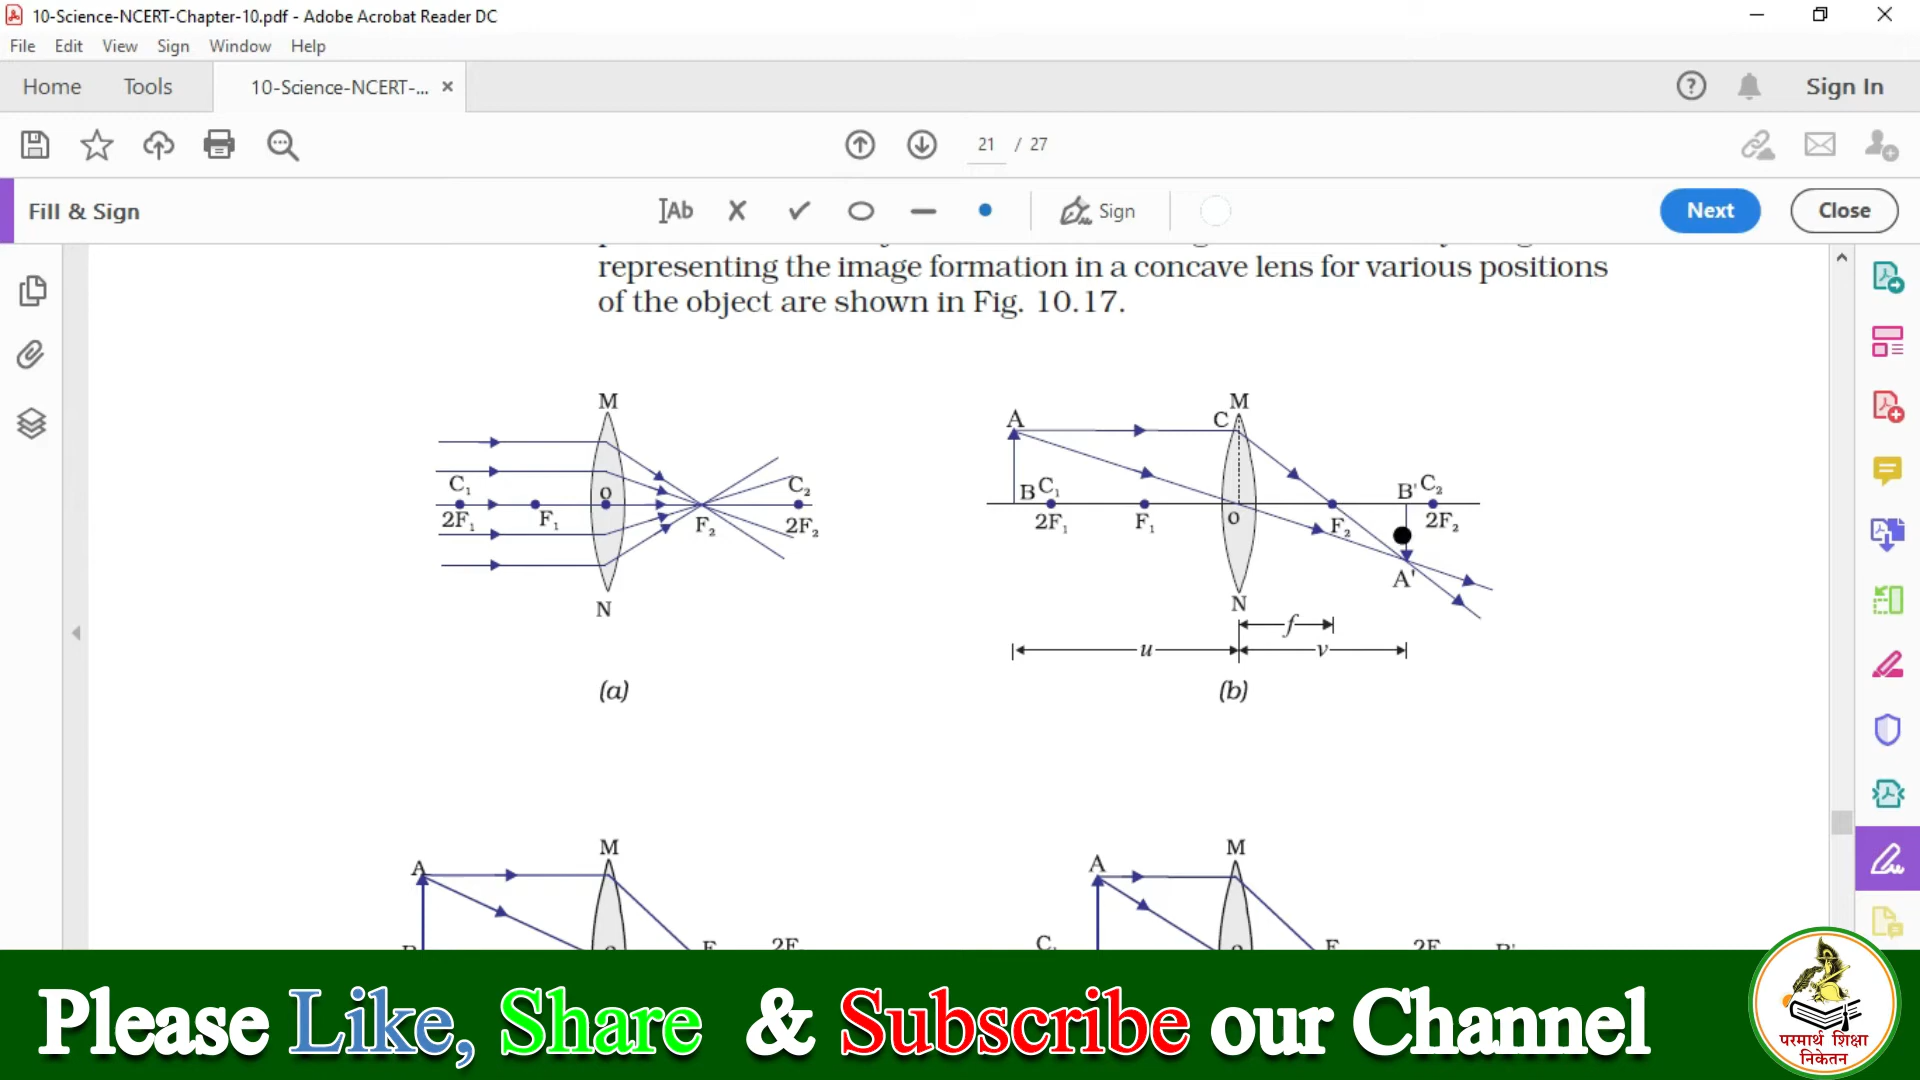 10-Science-NCERT-Chapter-10.pdf - Adobe Acrobat Reader DC
File Edit View Sign Window Help
Home Tools 10-Science-NCERT-... × Sign In
21 / 27
Fill & Sign Sign Next Close
representing the image formation in a concave lens for various positions
of the object are shown in Fig. 10.17.
M
C₁ O C₂
2F₁ F₁ F₂ 2F₂
N
(a)
A C M
B C₁ B' C₂
2F₁ F₁ O F₂ 2F₂
A'
N
f
u v
(b)
A M
A M
Please Like, Share & Subscribe our Channel
परमार्थ शिक्षा
निकेतन